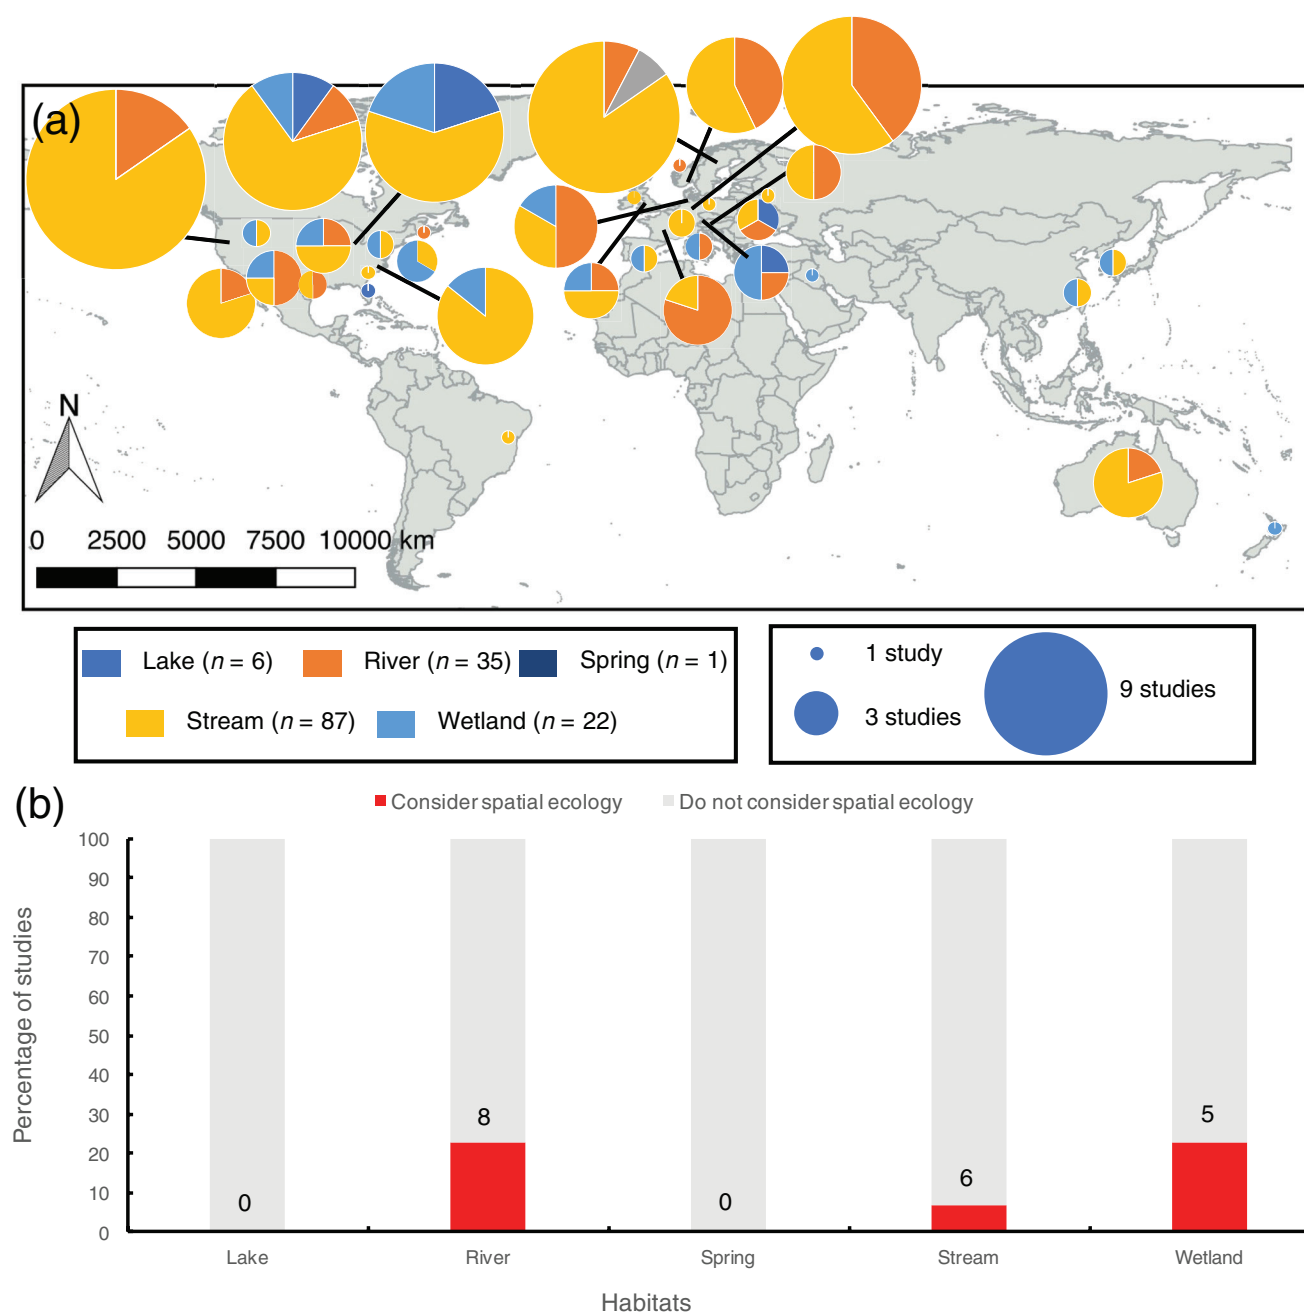 (a)
N
0 2500 5000 7500 10000 km
Lake (n = 6) River (n = 35) Spring (n = 1)
Stream (n = 87) Wetland (n = 22)
1 study
3 studies
9 studies
(b)
Consider spatial ecology Do not consider spatial ecology
Percentage of studies
100
90
80
70
60
50
40
30
20
10
0
0 8 0 6 5
Lake River Spring Stream Wetland
Habitats